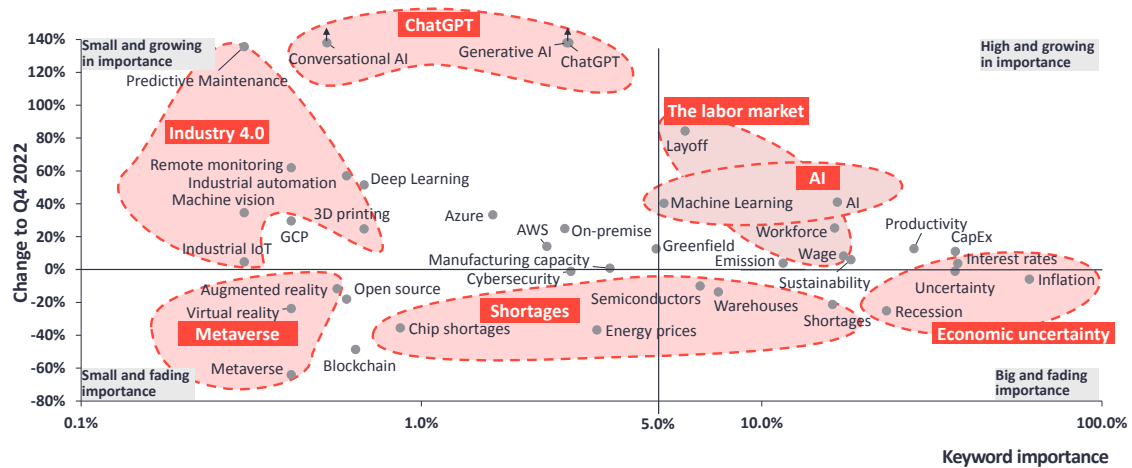 ChatGPT
140%
Small and growing
in importance
Conversational AI
Generative AI
ChatGPT
High and growing
in importance
120%
Predictive Maintenance
100%
The labor market
80%
Industry 4.0
Layoff
60%
Remote monitoring
Industrial automation
Deep Learning
AI
40%
Machine vision
3D printing
Azure
Machine Learning
AI
20%
GCP
AWS
On-premise
Workforce
Productivity
CapEx
Industrial IoT
Manufacturing capacity
Greenfield
Emission
Wage
Interest rates
0%
Cybersecurity
Sustainability
Uncertainty
Inflation
-20%
Augmented reality
Open source
Semiconductors
Warehouses
Virtual reality
Shortages
Shortages
Recession
-40%
Metaverse
Chip shortages
Energy prices
Economic uncertainty
Blockchain
-60%
Metaverse
Small and fading
importance
Big and fading
importance
-80%
0.1%
1.0%
5.0%
10.0%
100.0%
Keyword importance
Change to Q4 2022